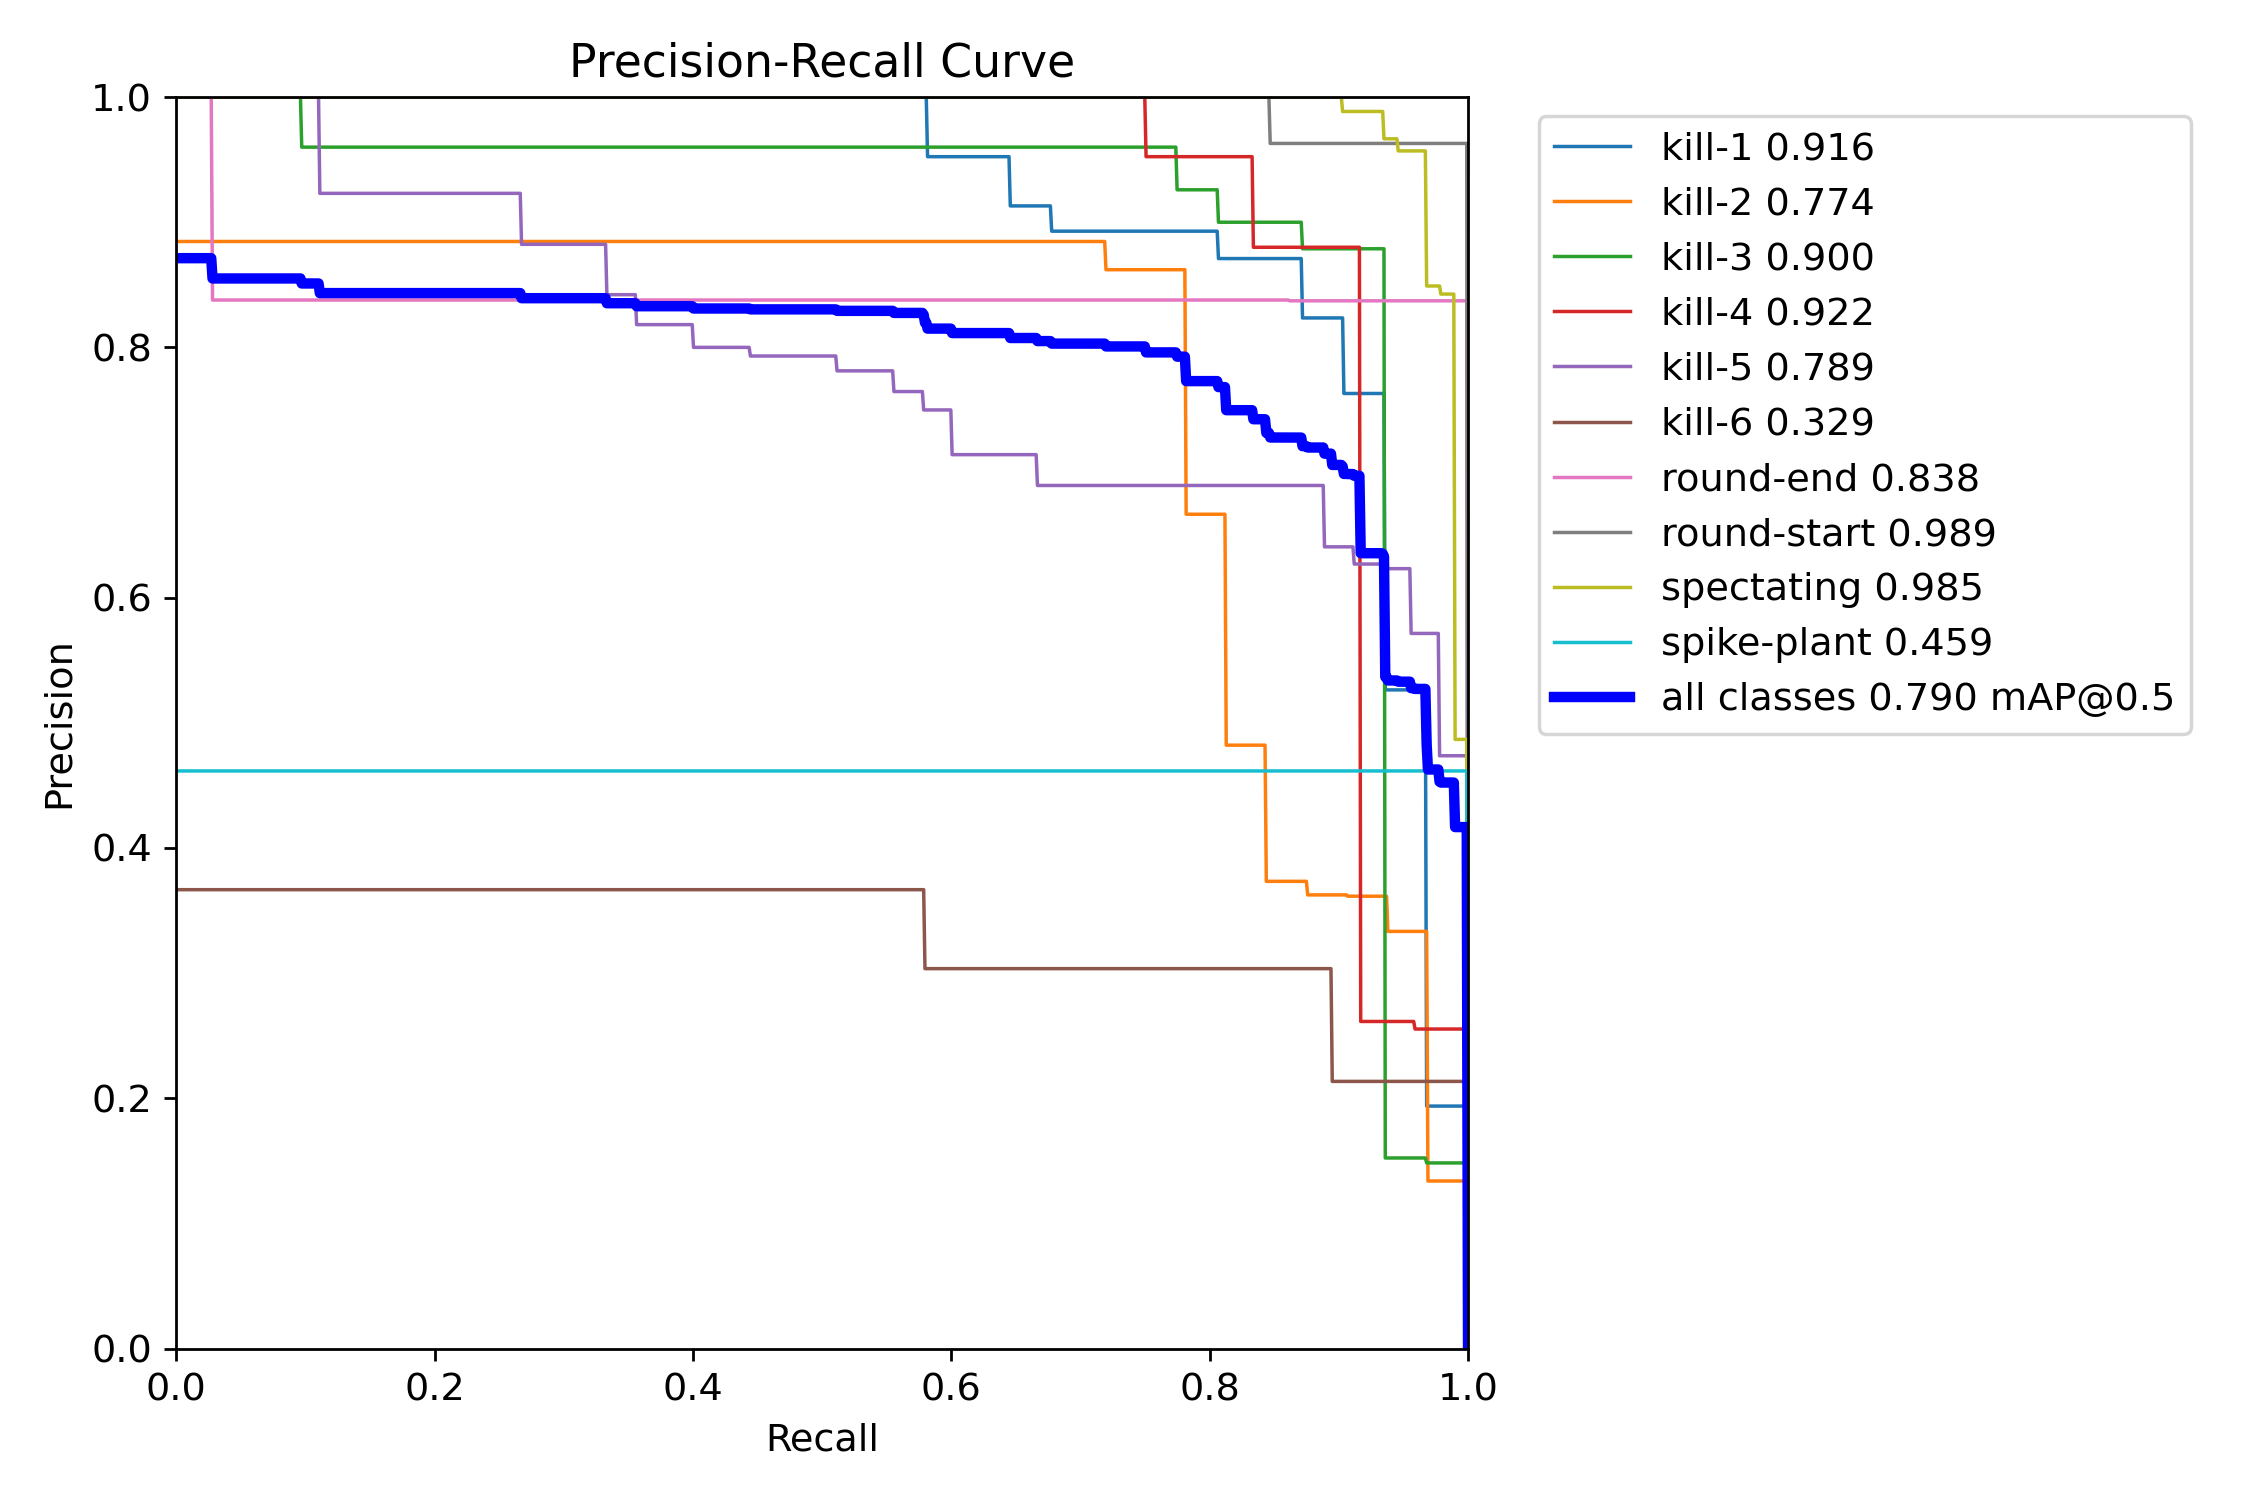 Precision-Recall Curve
1.0
0.8
0.6
0.4
0.2
0.0
Precision
0.0 0.2 0.4 0.6 0.8 1.0
Recall
kill-1 0.916
kill-2 0.774
kill-3 0.900
kill-4 0.922
kill-5 0.789
kill-6 0.329
round-end 0.838
round-start 0.989
spectating 0.985
spike-plant 0.459
all classes 0.790 mAP@0.5